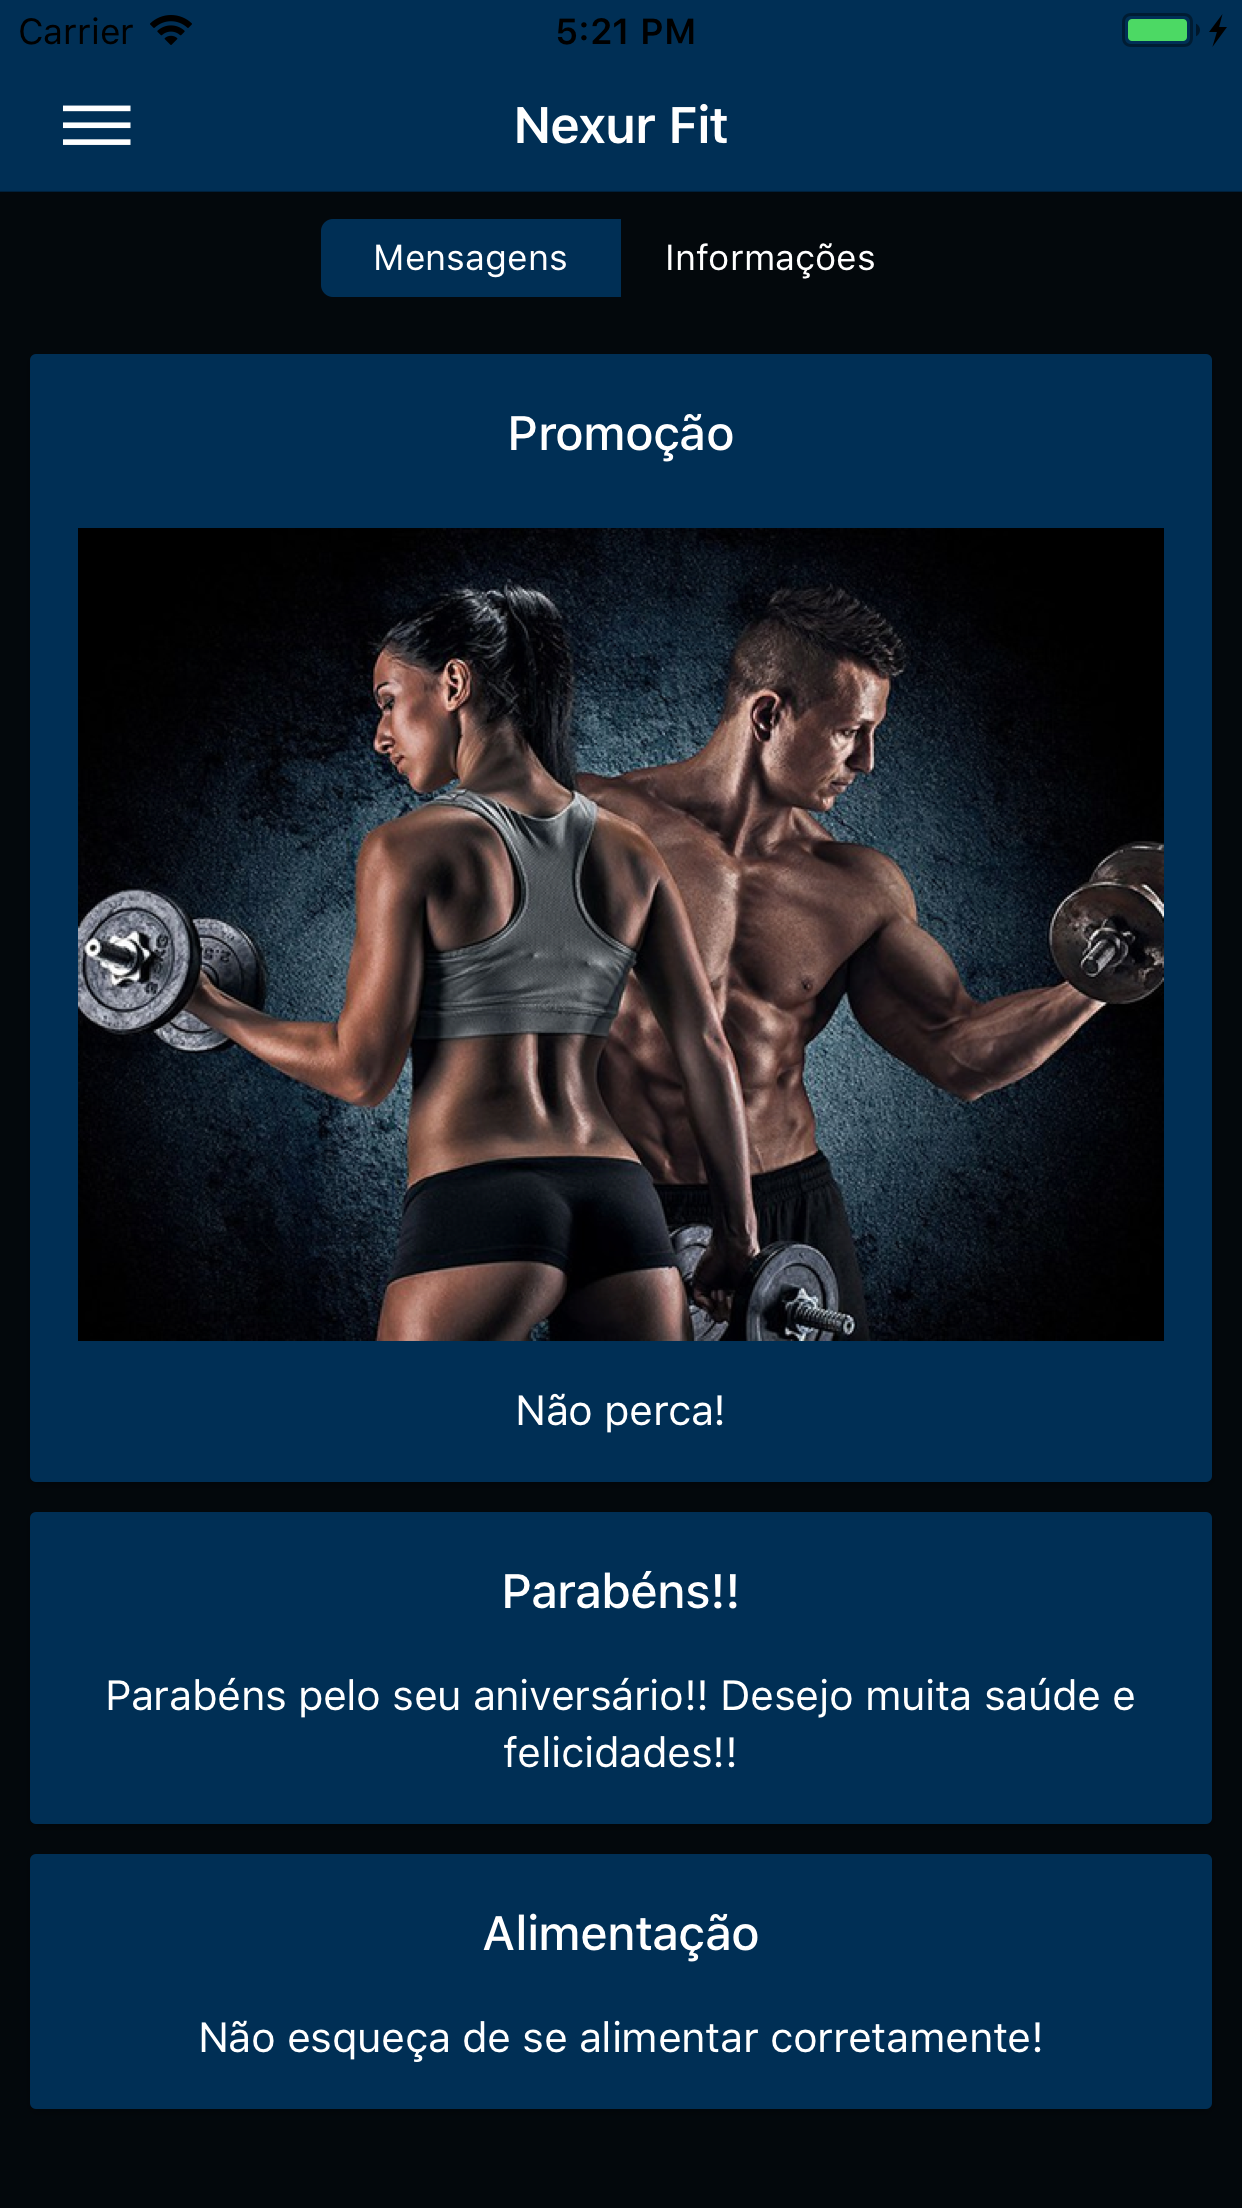 Carrier 5:21 PM
Nexur Fit
Mensagens Informações
Promoção
Não perca!
Parabéns!!
Parabéns pelo seu aniversário!! Desejo muita saúde e
felicidades!!
Alimentação
Não esqueça de se alimentar corretamente!